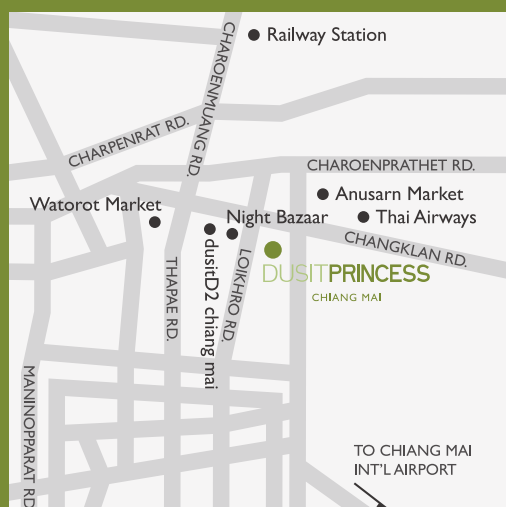 Railway Station
CHAROENMUANG RD.
CHARPENRAT RD.
CHAROENPRATHET RD.
Anusarn Market
Watorot Market
Night Bazaar
Thai Airways
CHANGKLAN RD.
dusitD2 chiang mai
LOIKHRO RD.
THAPAE RD.
DUSITPRINCESS
CHIANG MAI
MANINOPPARAT RD
TO CHIANG MAI
INT'L AIRPORT